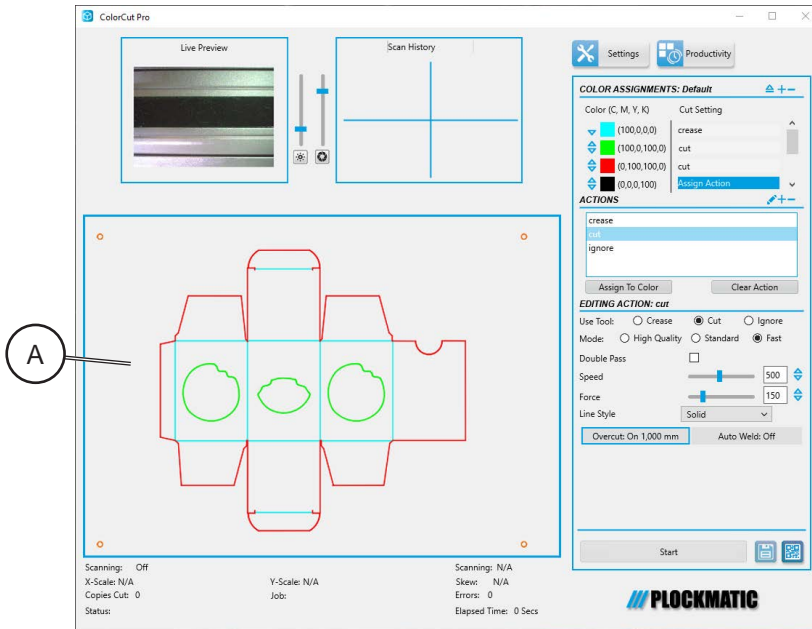 ColorCut Pro
Live Preview
Scan History
Settings
Productivity
COLOR ASSIGNMENTS: Default
Color (C, M, Y, K) Cut Setting
(100,0,0,0) crease
(100,0,100,0) cut
(0,100,100,0) cut
(0,0,0,100) Assign Action
ACTIONS
crease
cut
ignore
Assign To Color Clear Action
EDITING ACTION: cut
Use Tool: Crease Cut Ignore
Mode: High Quality Standard Fast
Double Pass
Speed 500
Force 150
Line Style Solid
Overcut: On 1,000 mm Auto Weld: Off
Start
A
Scanning: Off Scanning: N/A
X-Scale: N/A Y-Scale: N/A Skew: N/A
Copies Cut: 0 Job: Errors: 0
Status: Elapsed Time: 0 Secs
PLOCKMATIC